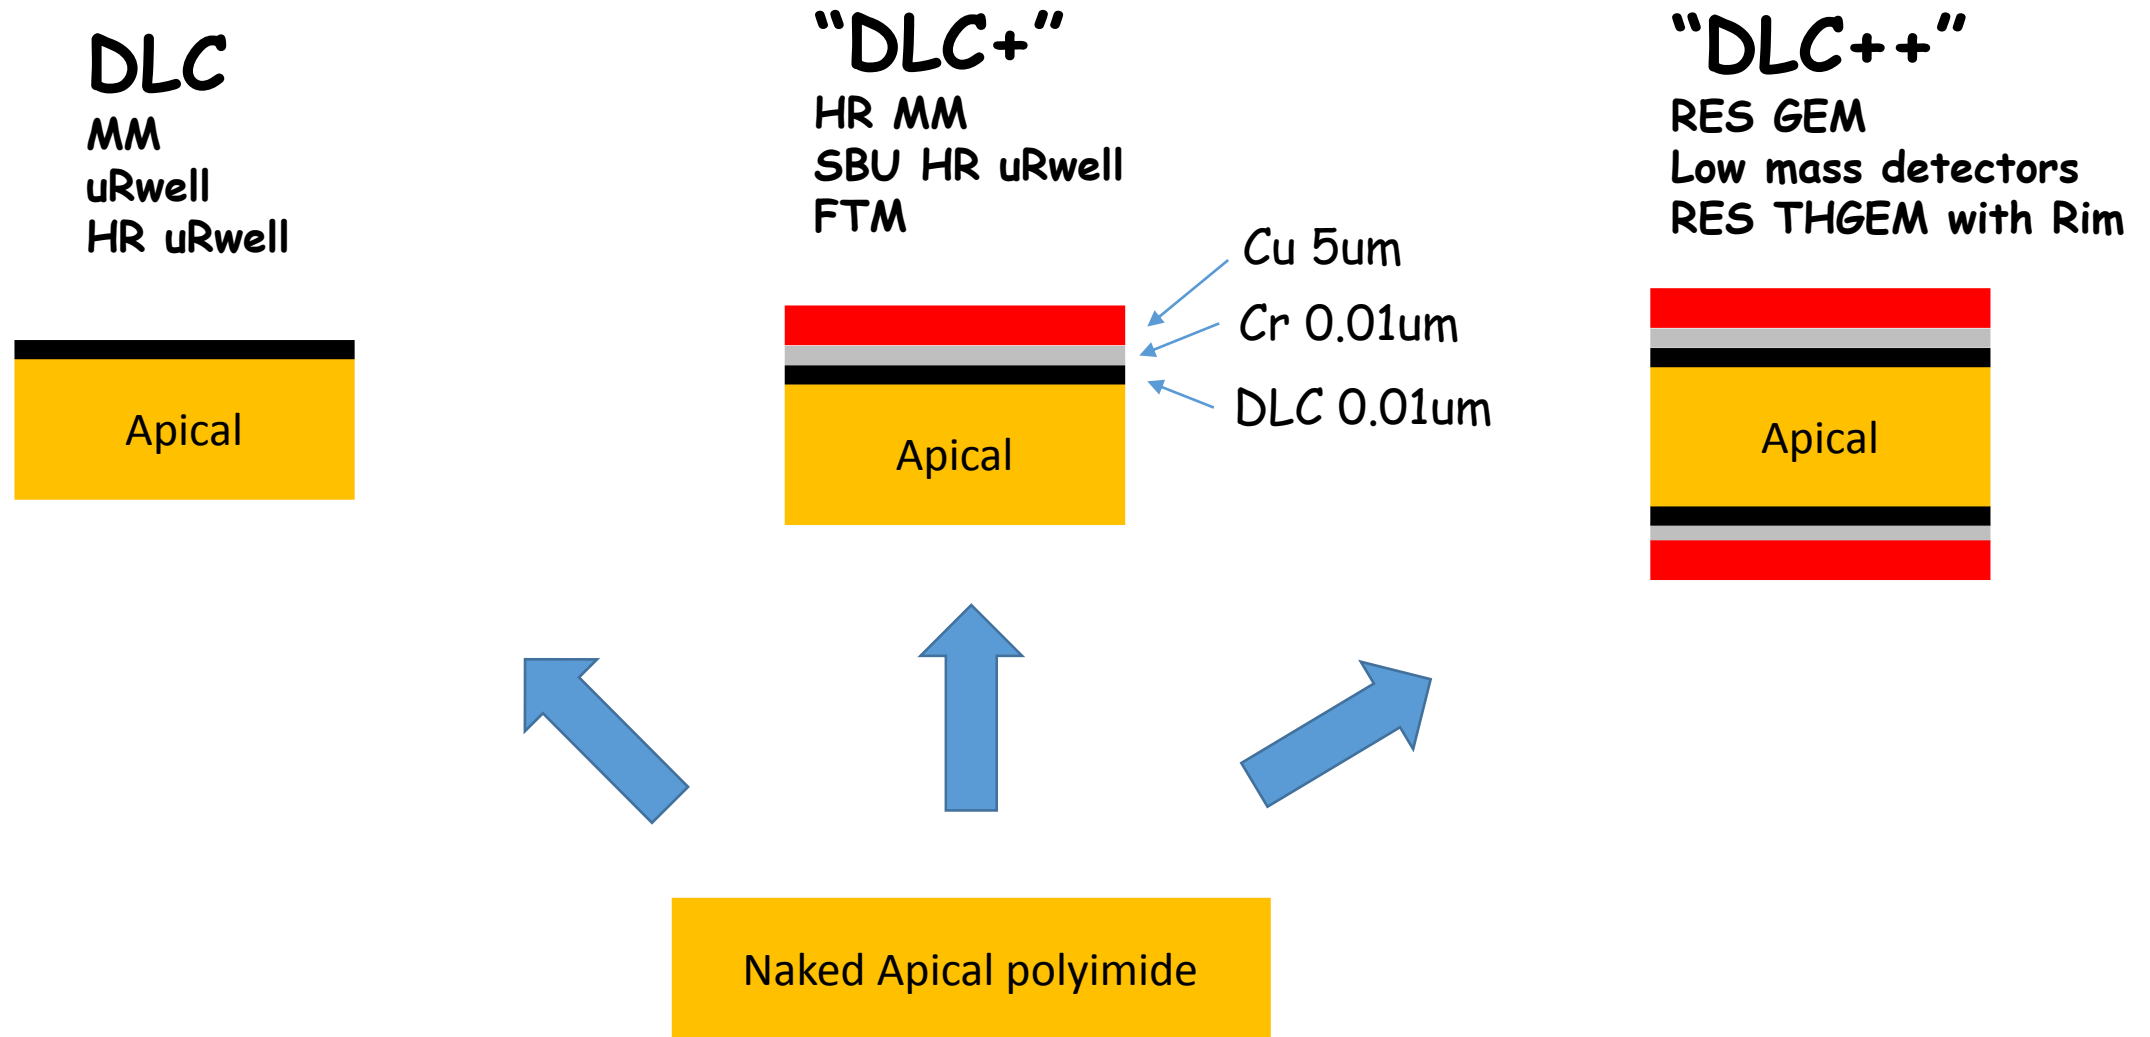 DLC
MM
uRwell
HR uRwell
Apical
“DLC+”
HR MM
SBU HR uRwell
FTM
Cu 5um
Cr 0.01um
DLC 0.01um
Apical
“DLC++”
RES GEM
Low mass detectors
RES THGEM with Rim
Apical
Naked Apical polyimide